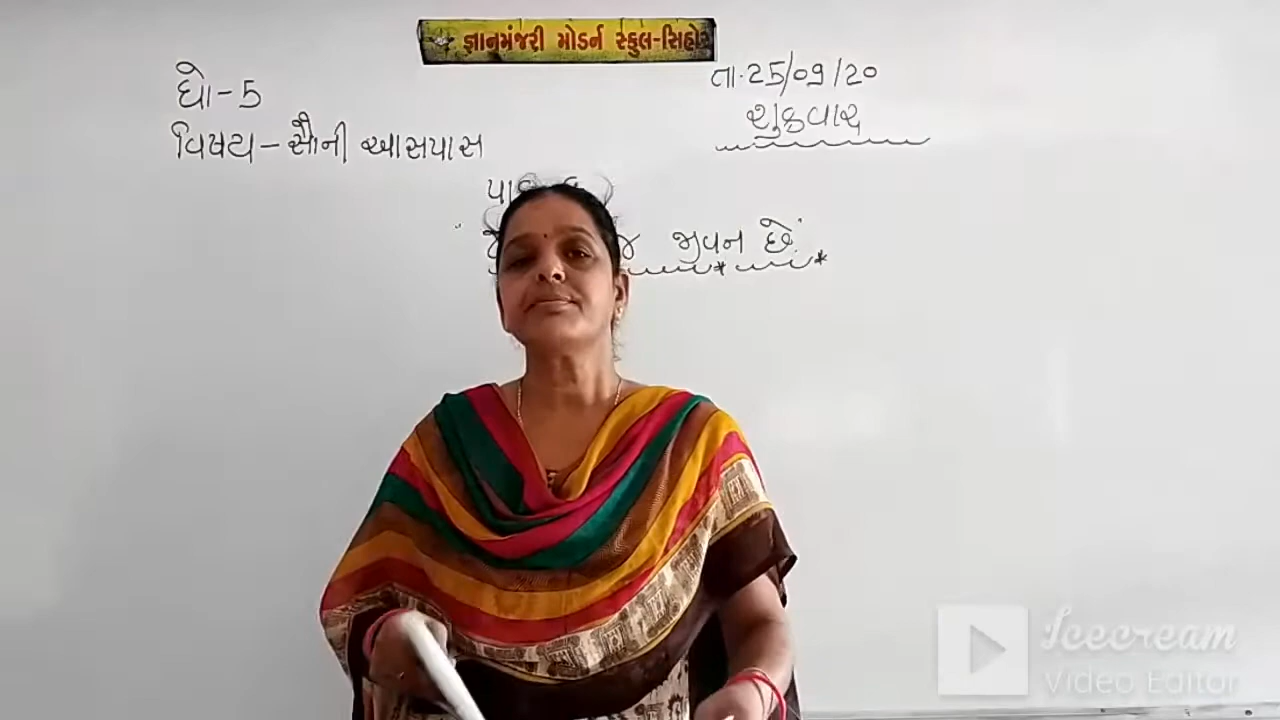 જ્ઞાનમંજરી મોડર્ન સ્કુલ-સિહોર
ધો-5
તા.25/09/20
શુક્રવાર
વિષય-સૌની આસપાસ
જીવન છે."
Icecream
Video Editor